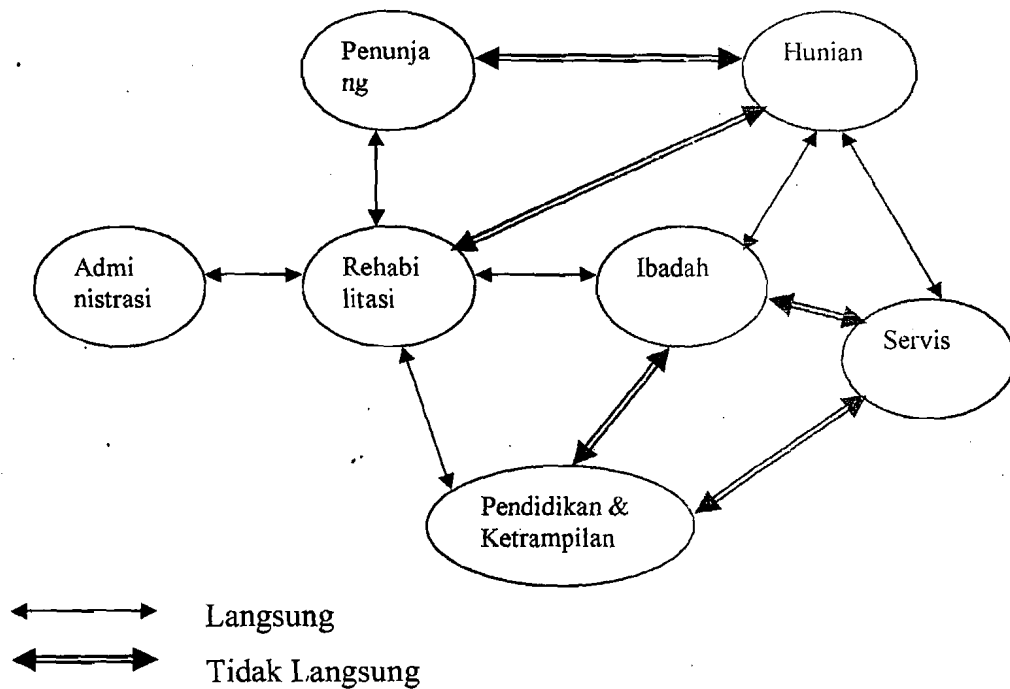 Penunja
ng
Hunian
Admi
nistrasi
Rehabi
litasi
Ibadah
Servis
Pendidikan &
Ketrampilan
Langsung
Tidak Langsung